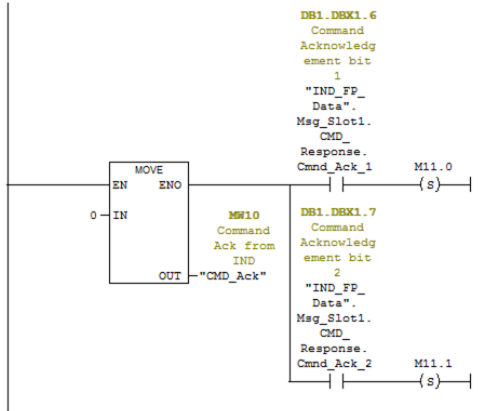 DB1.DBX1.6
Command
Acknowledg
ement bit
1
"IND_FP_
Data".
Msg_Slot1.
CMD_
Response.
Cmnd_Ack_1
M11.0
MOVE
EN ENO
(S)
0
IN
MW10
Command
Ack from
IND
OUT
"CMD_Ack"
DB1.DBX1.7
Command
Acknowledg
ement bit
2
"IND_FP_
Data".
Msg_Slot1.
CMD_
Response.
Cmnd_Ack_2
M11.1
(S)